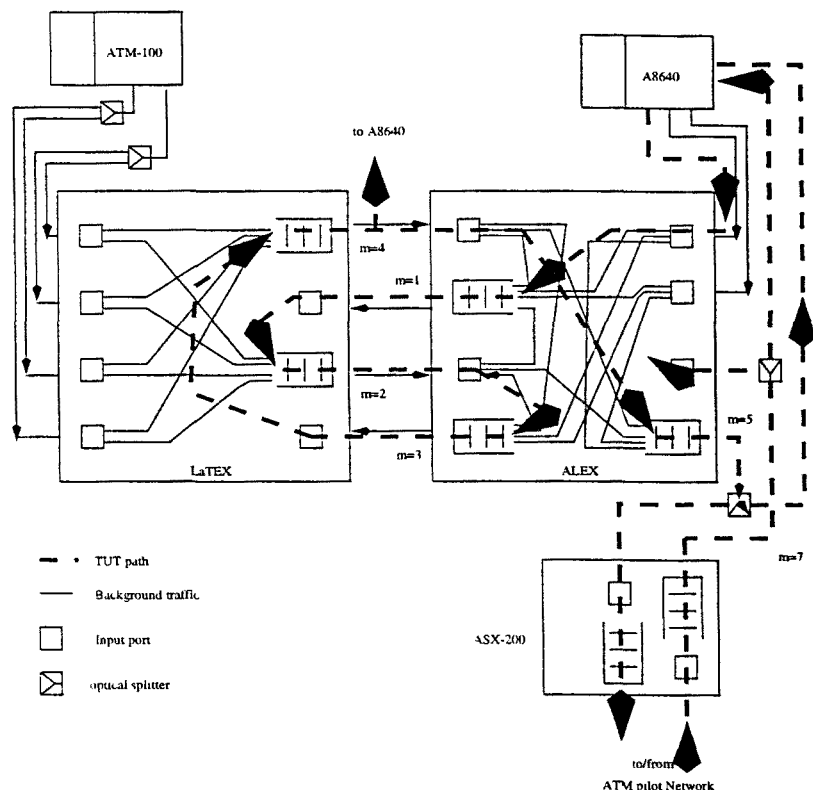 ATM-100
A8640
to A8640
m=4
m=1
m=2
m=3
m=5
LaTEX
ALEX
m=7
TUT path
Background traffic
Input port
optical splitter
ASX-200
to/from
ATM pilot Network